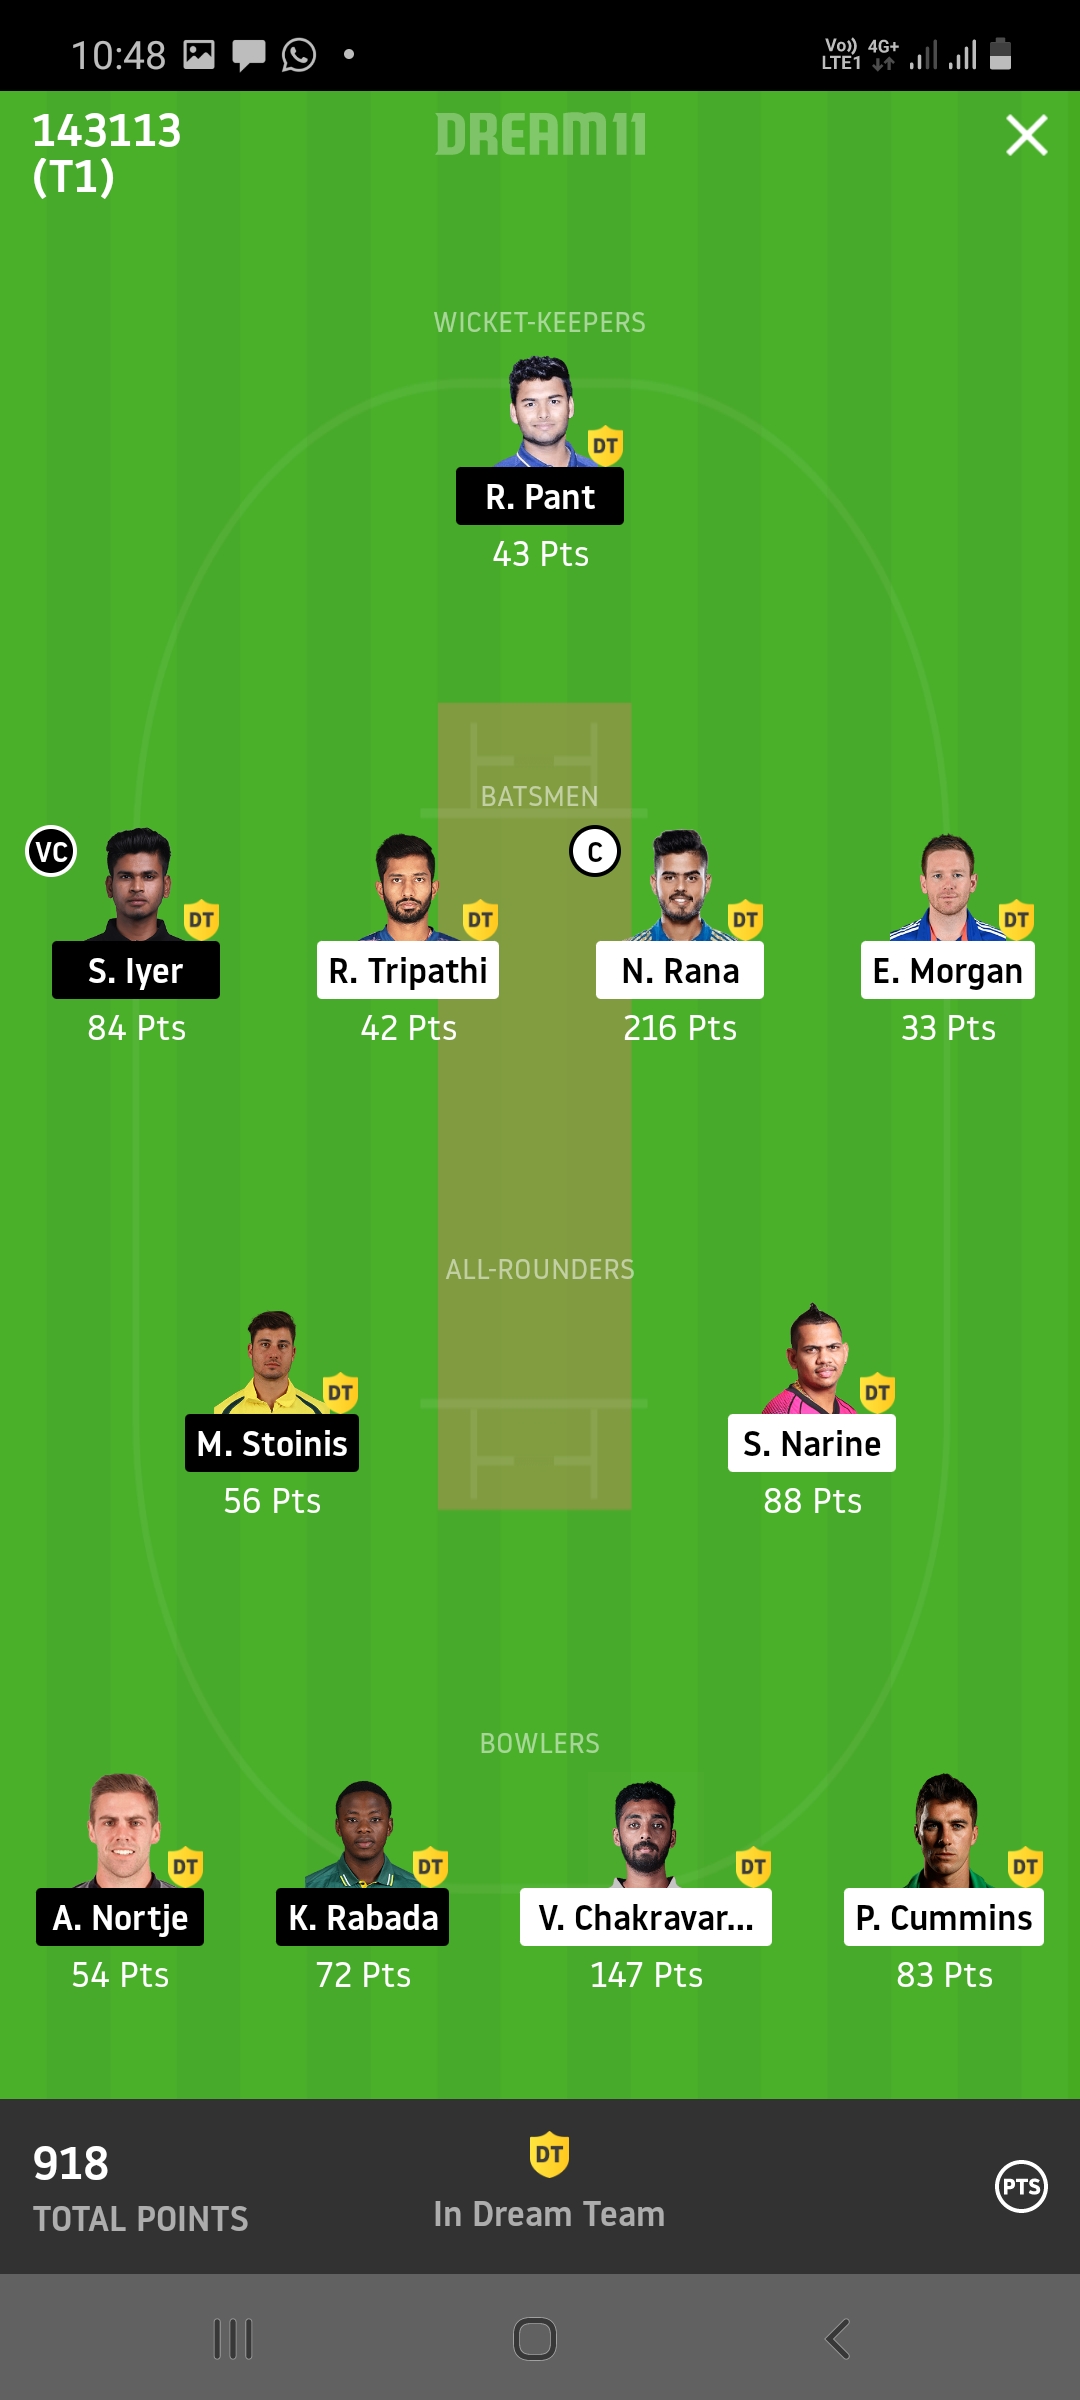 10:48
Vo)) 4G+
LTE1
143113
(T1)
DREAM11
WICKET-KEEPERS
DT
R. Pant
43 Pts
BATSMEN
VC
C
DT
DT
DT
DT
S. Iyer
R. Tripathi
N. Rana
E. Morgan
84 Pts
42 Pts
216 Pts
33 Pts
ALL-ROUNDERS
DT
DT
M. Stoinis
S. Narine
56 Pts
88 Pts
BOWLERS
DT
DT
DT
DT
A. Nortje
K. Rabada
V. Chakravar...
P. Cummins
54 Pts
72 Pts
147 Pts
83 Pts
918
TOTAL POINTS
DT
In Dream Team
PTS